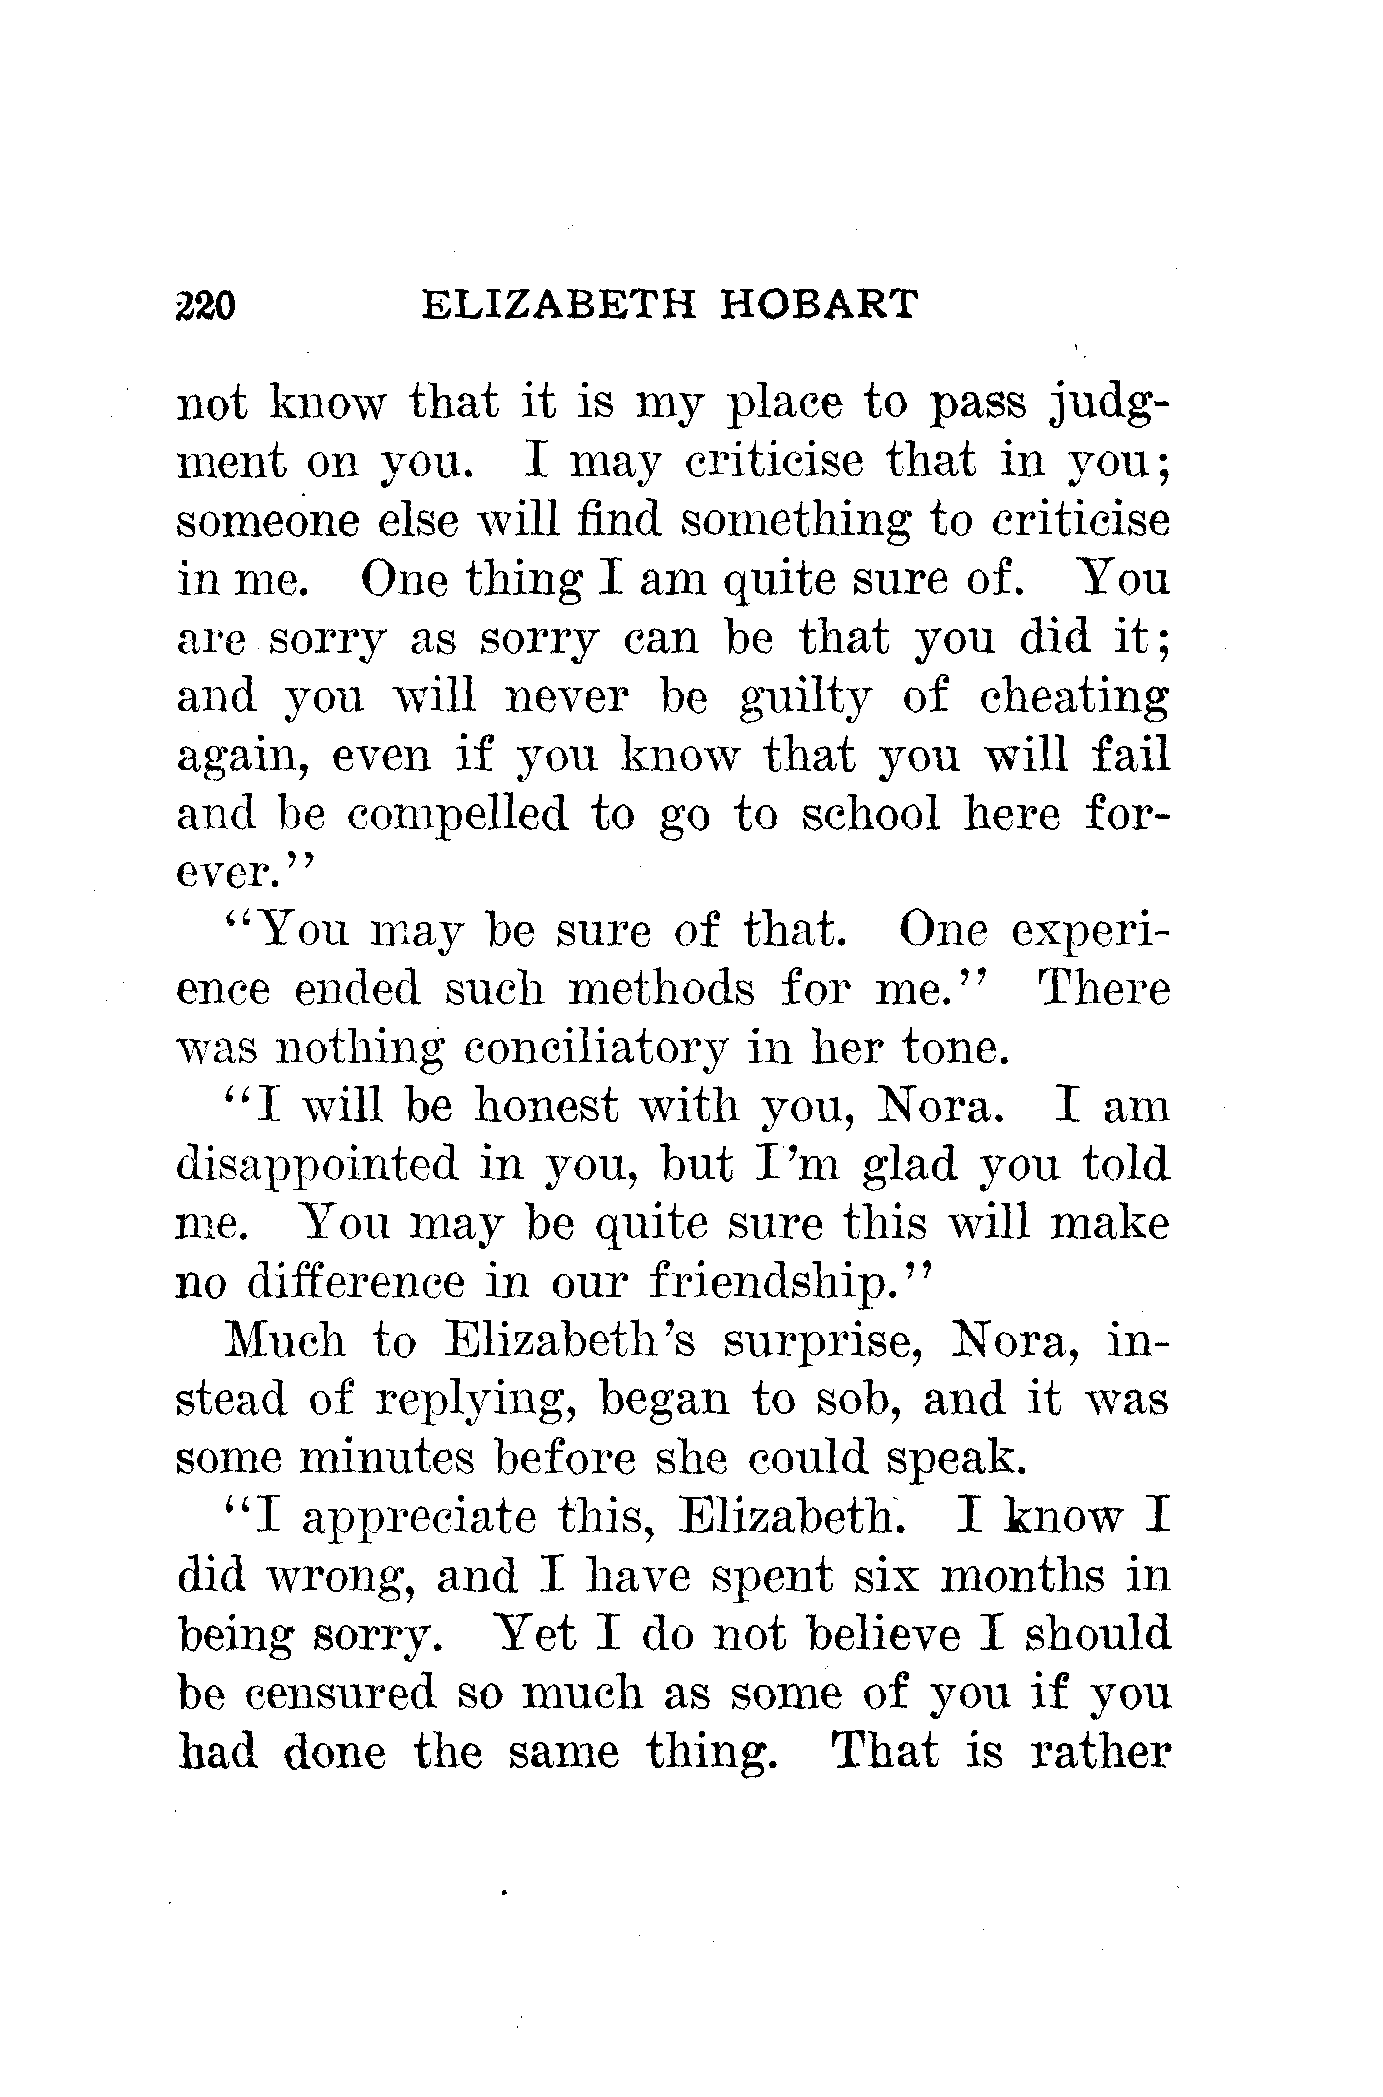 220 ELIZABETH HOBART
not know that it is my place to pass judg-
ment on you. I may criticise that in you;
someone else will find something to criticise
in me. One thing I am quite sure of. You
are sorry as sorry can be that you did it;
and you will never be guilty of cheating
again, even if you know that you will fail
and be compelled to go to school here for-
ever."
"You may be sure of that. One experi-
ence ended such methods for me." There
was nothing conciliatory in her tone.
"I will be honest with you, Nora. I am
disappointed in you, but I'm glad you told
me. You may be quite sure this will make
no difference in our friendship."
Much to Elizabeth's surprise, Nora, in-
stead of replying, began to sob, and it was
some minutes before she could speak.
"I appreciate this, Elizabeth. I know I
did wrong, and I have spent six months in
being sorry. Yet I do not believe I should
be censured so much as some of you if you
had done the same thing. That is rather